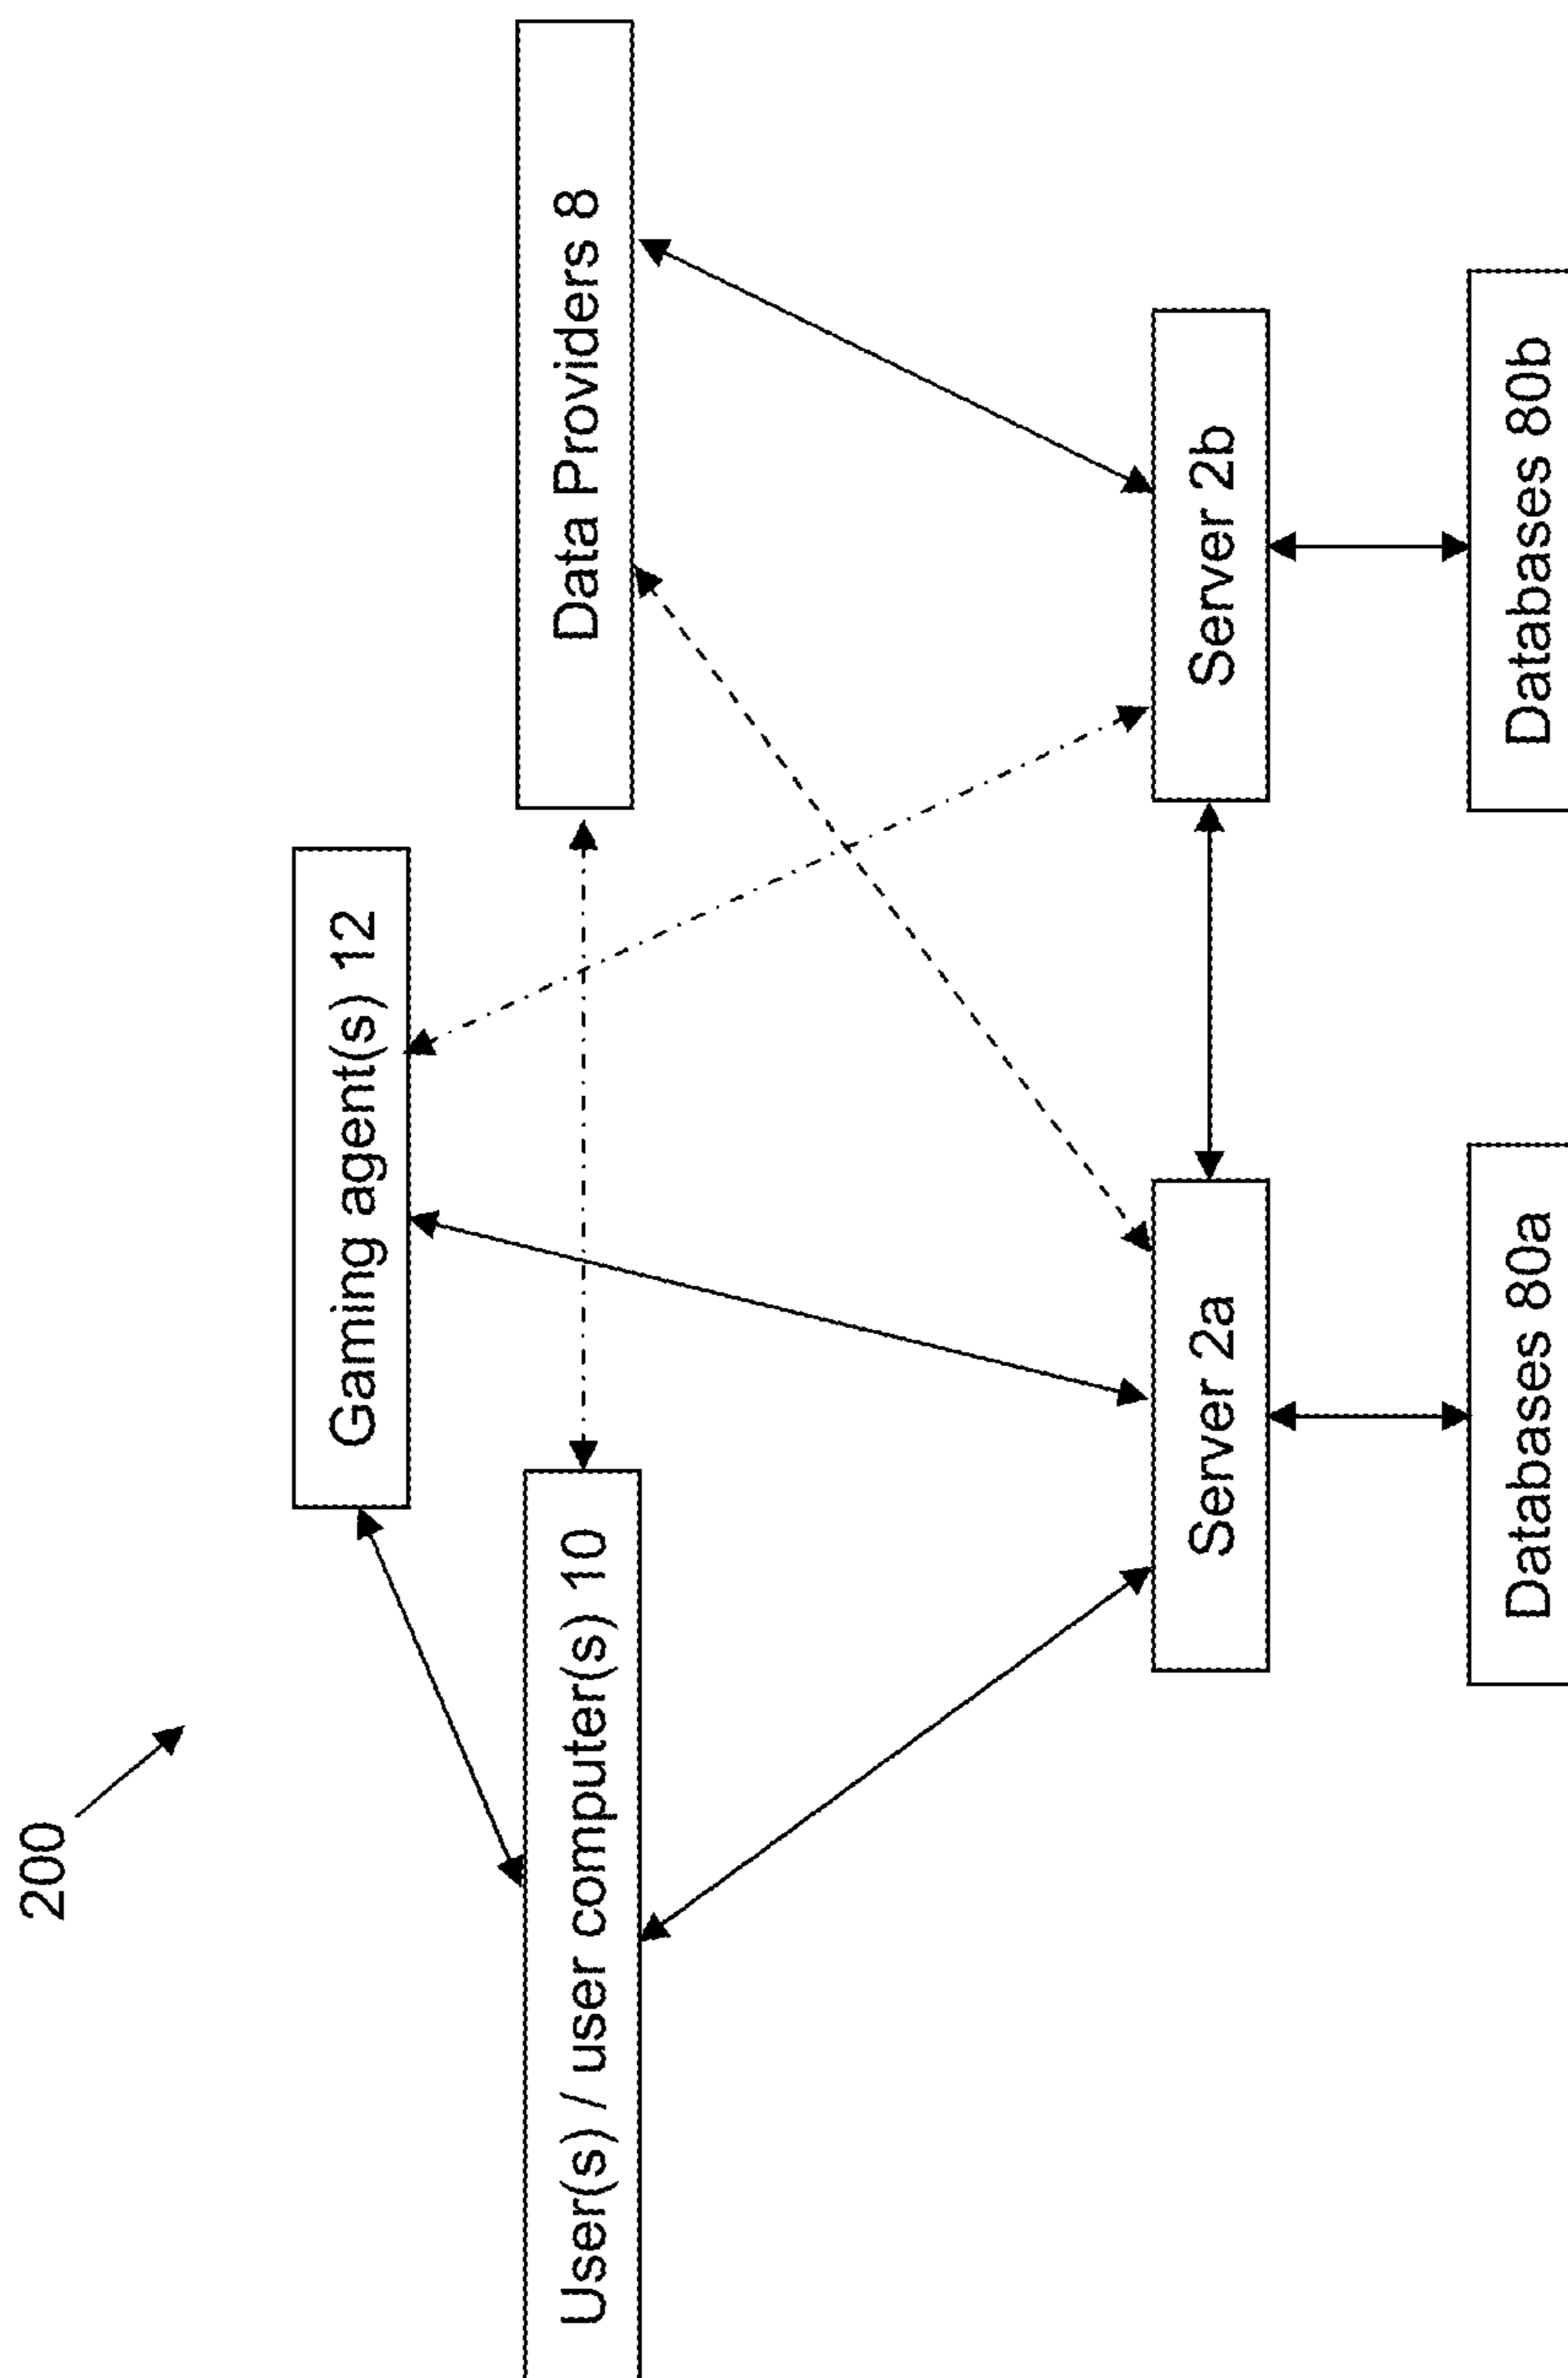 200
Gaming agent(s) 12
User(s) / user computer(s) 10
Data Providers 8
Server 2a
Server 2b
Databases 80a
Databases 80b